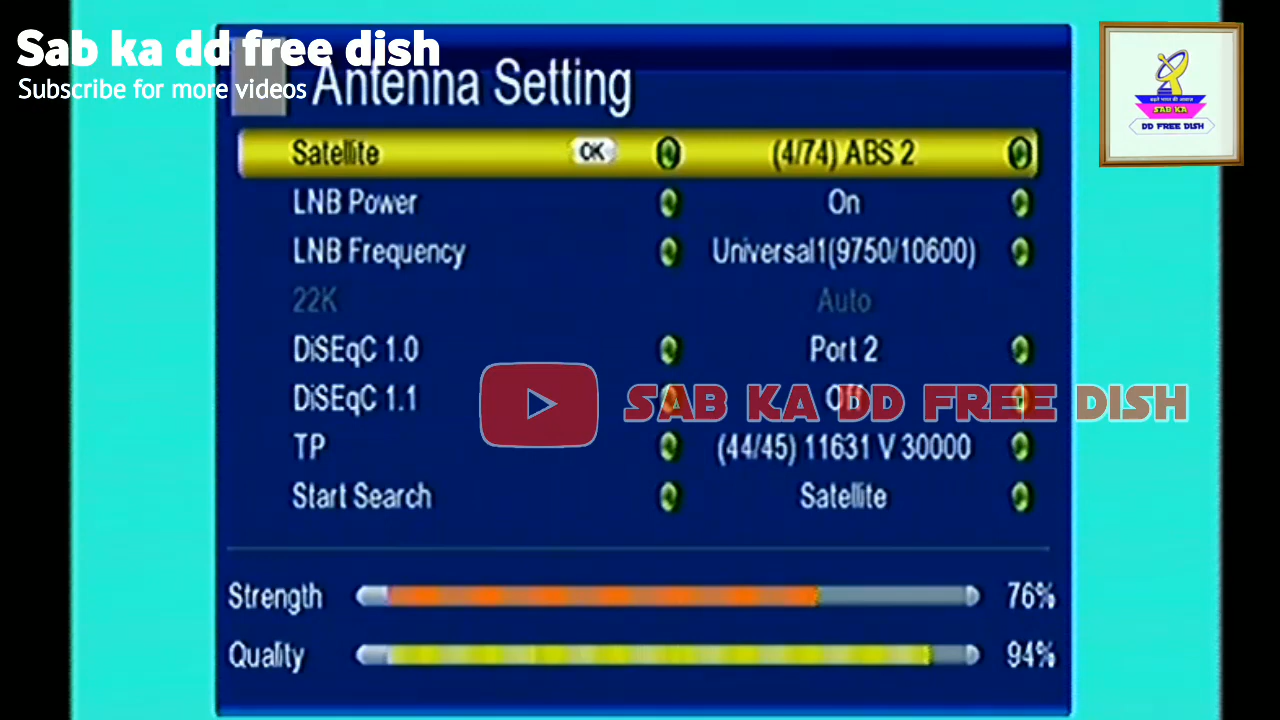 Sab ka dd free dish
Subscribe for more videos
Antenna Setting
Satellite OK (4/74) ABS 2
LNB Power On
LNB Frequency Universal1(9750/10600)
22K Auto
DiSEqC 1.0 Port 2
DiSEqC 1.1 Off
SAB KA DD FREE DISH
TP (44/45) 11631 V 30000
Start Search Satellite
Strength 76%
Quality 94%
SAB KA
DD FREE DISH